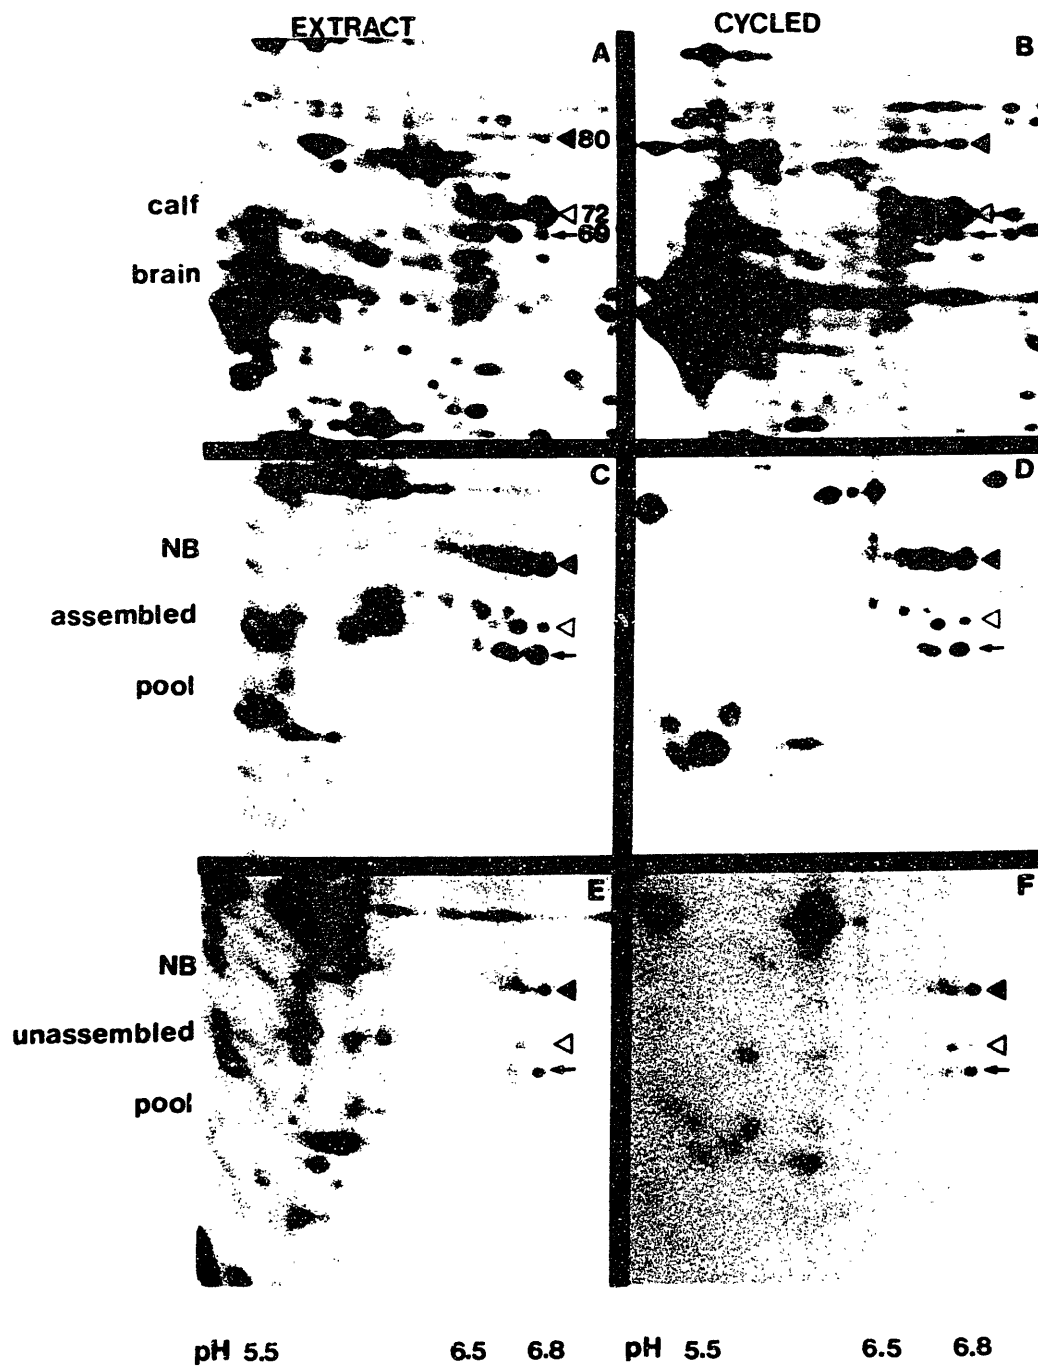 EXTRACT CYCLED
A B
80
calf
72
brain
C D
NB
assembled
pool
E F
NB
unassembled
pool
pH 5.5 6.5 6.8 pH 5.5 6.5 6.8